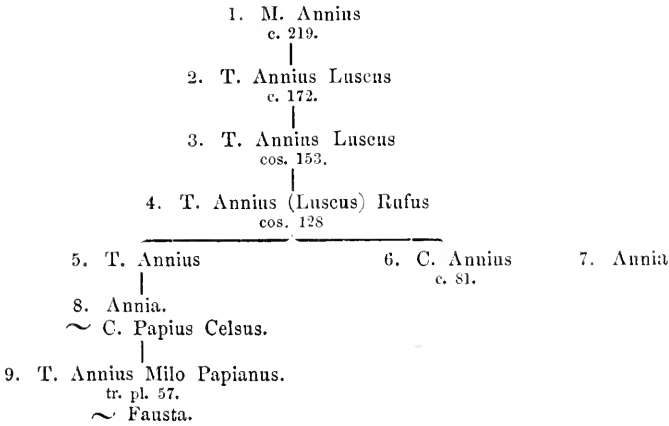 1. M. Annius
c. 219.
2. T. Annius Luscus
c. 172.
3. T. Annius Luscus
cos. 153.
4. T. Annius (Luscus) Rufus
cos. 128
5. T. Annius 6. C. Annius 7. Annia
c. 81.
8. Annia.
~ C. Papius Celsus.
9. T. Annius Milo Papianus.
tr. pl. 57.
~ Fausta.